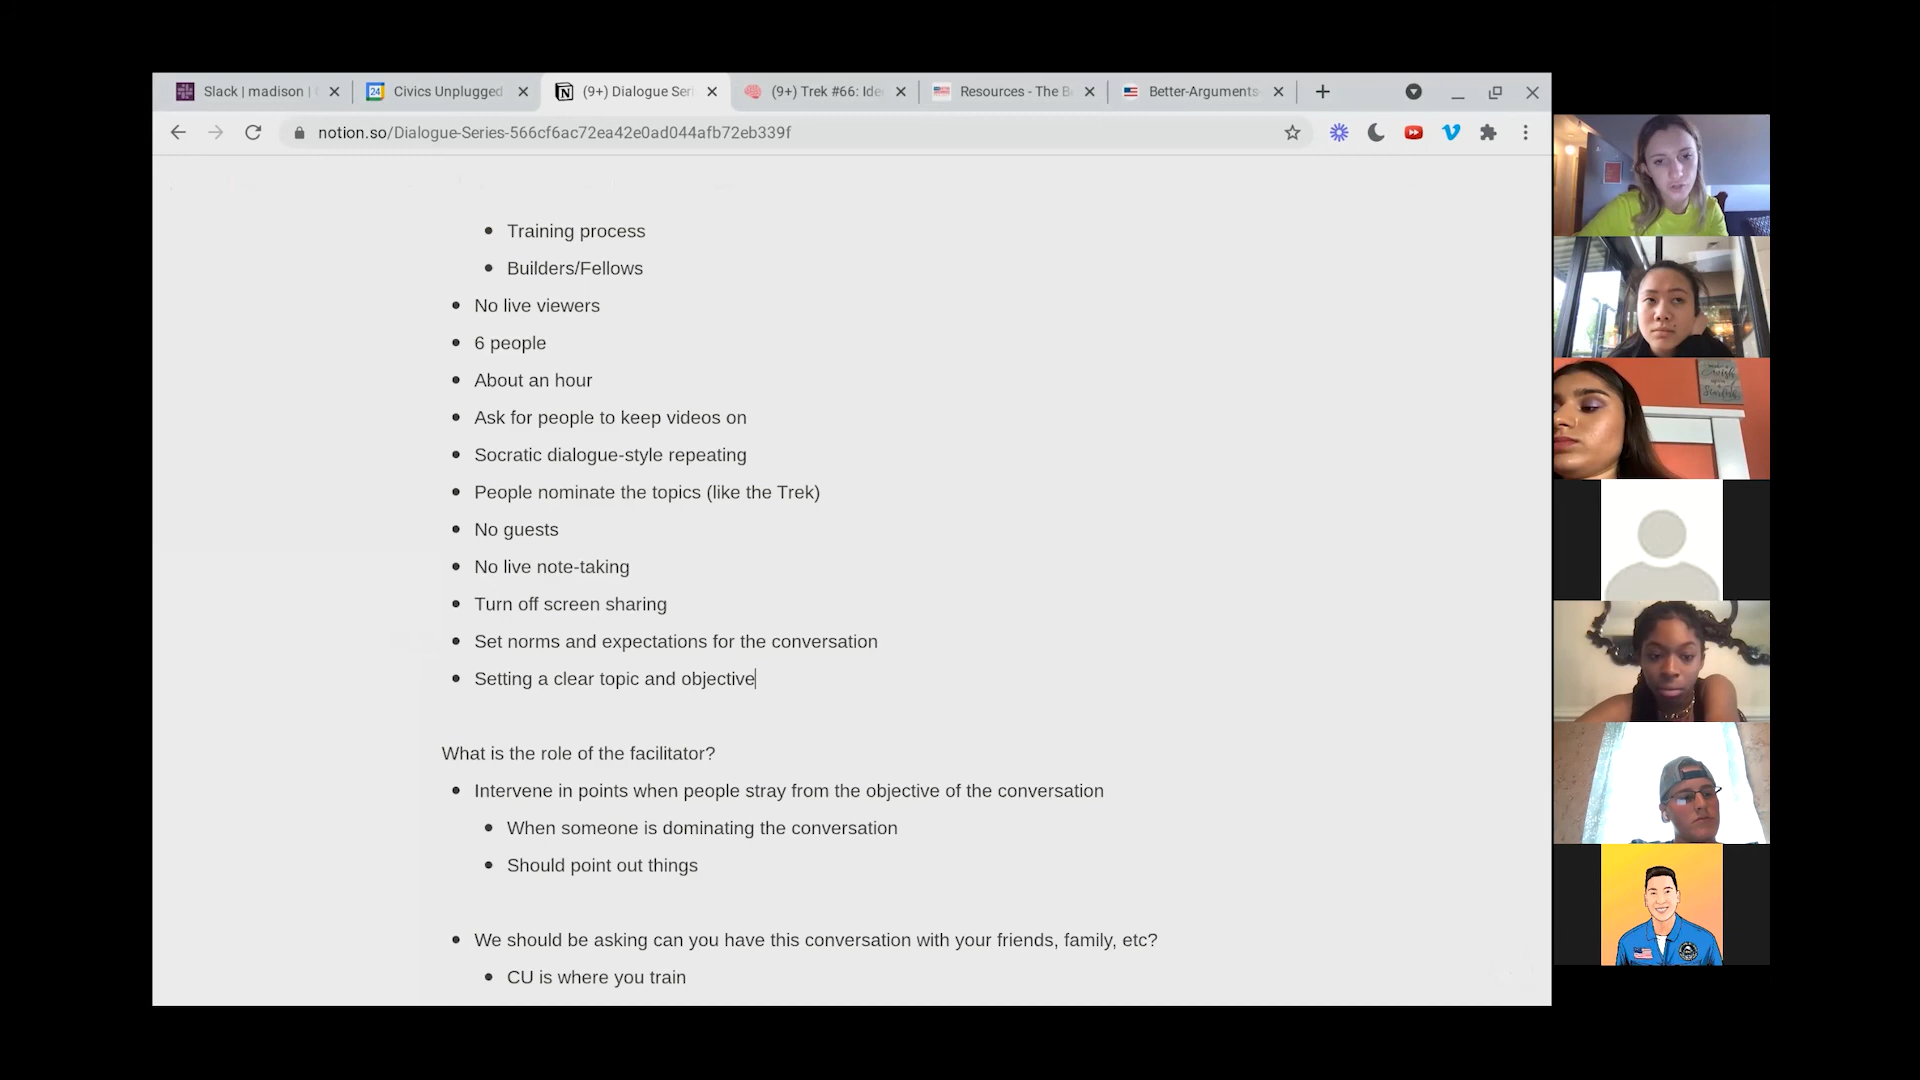 Slack | madison |
24
Civics Unplugged
(9+) Dialogue Seri
(9+) Trek #66: Ide
Resources - The B
Better-Arguments-
notion.so/Dialogue-Series-566cf6ac72ea42e0ad044afb72eb339f
Training process
Builders/Fellows
No live viewers
6 people
About an hour
Ask for people to keep videos on
Socratic dialogue-style repeating
People nominate the topics (like the Trek)
No guests
No live note-taking
Turn off screen sharing
Set norms and expectations for the conversation
Setting a clear topic and objective
What is the role of the facilitator?
Intervene in points when people stray from the objective of the conversation
When someone is dominating the conversation
Should point out things
We should be asking can you have this conversation with your friends, family, etc?
CU is where you train